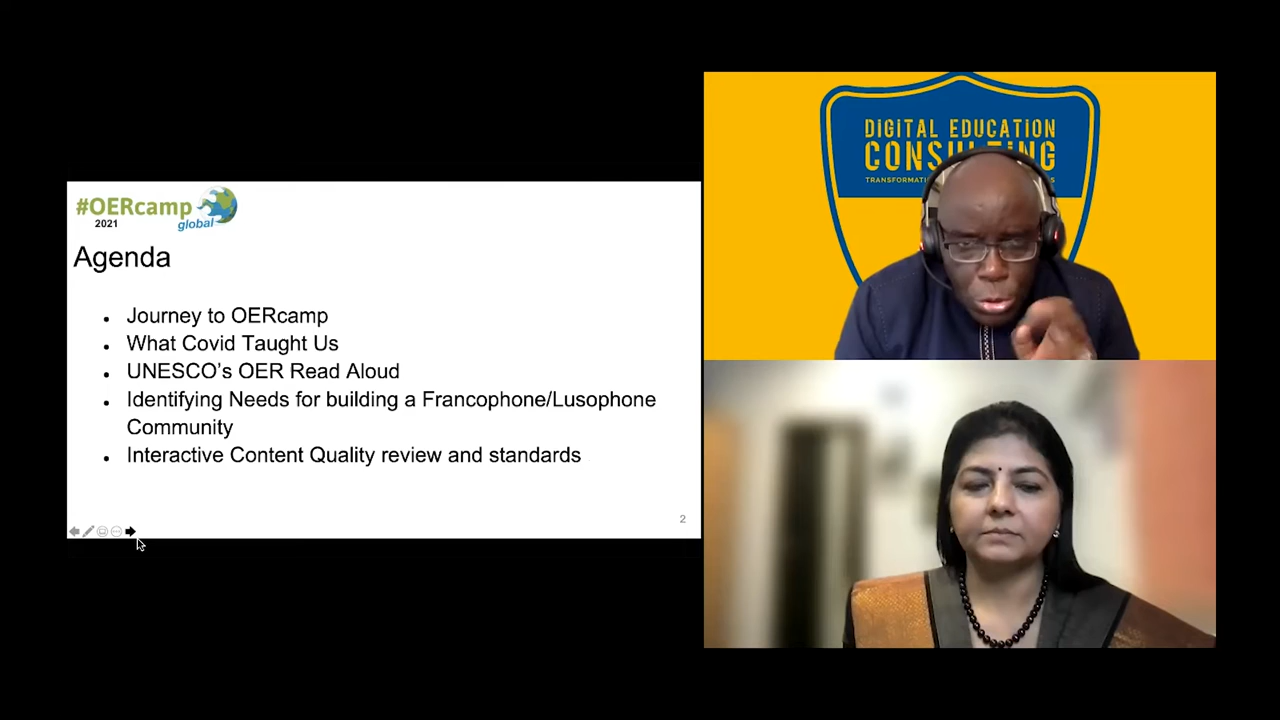 #OERcamp
2021
global
Agenda
Journey to OERcamp
What Covid Taught Us
UNESCO's OER Read Aloud
Identifying Needs for building a Francophone/Lusophone
Community
Interactive Content Quality review and standards
2
DIGITAL EDUCATION